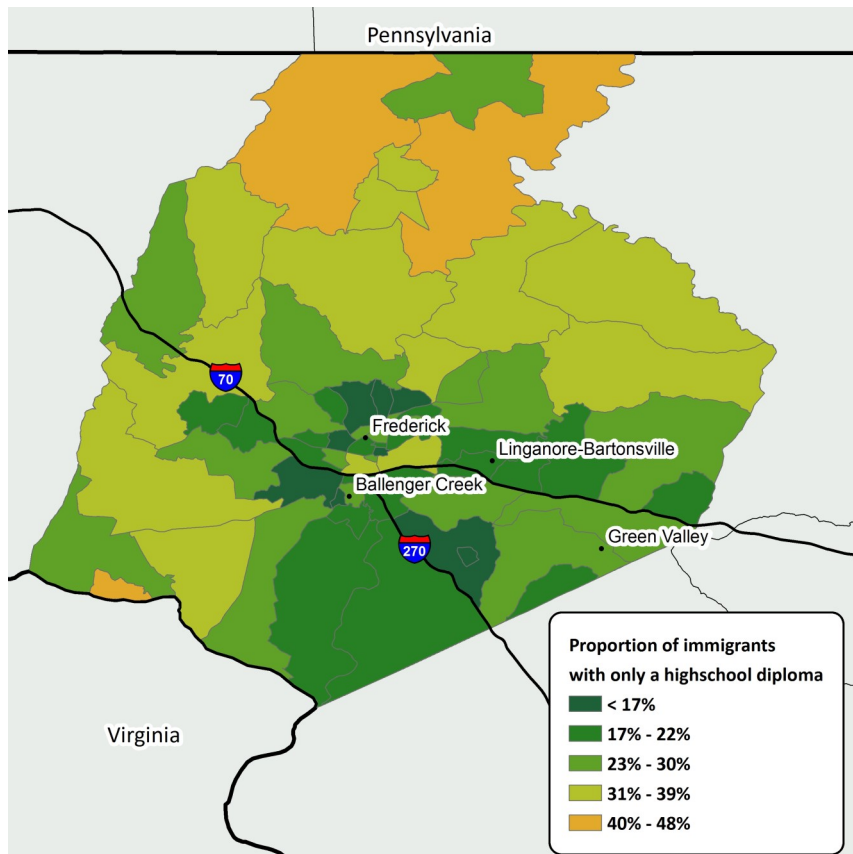 Pennsylvania
70
Frederick
Linganore-Bartonsville
Ballenger Creek
Green Valley
270
Virginia
Proportion of immigrants
with only a highschool diploma
< 17%
17% - 22%
23% - 30%
31% - 39%
40% - 48%